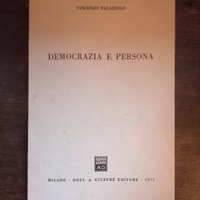 VINCENZO PALAZZOLO
DEMOCRAZIA E PERSONA
MILANO - DOTT. A. GIUFFRÈ EDITORE - 1977